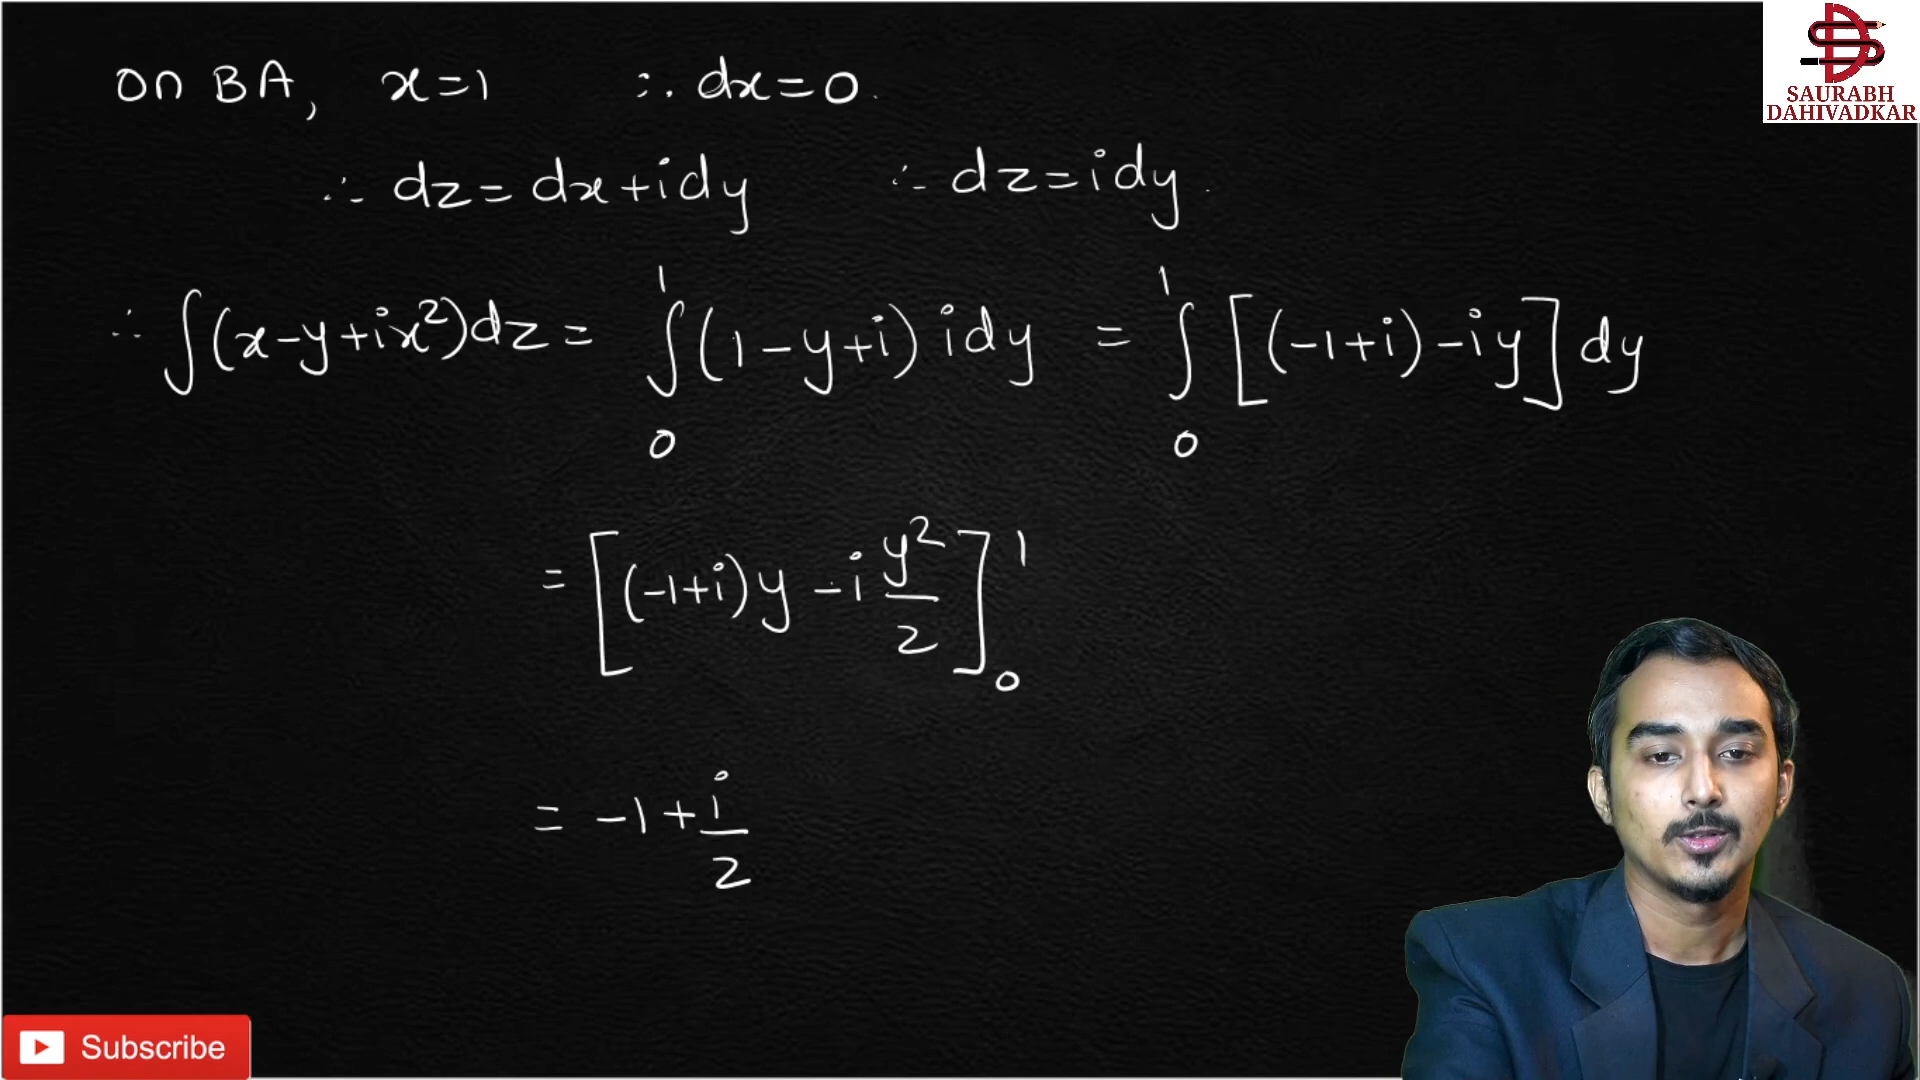 SAURABH
DAHIVADKAR
On BA, x=1 ∴ dx=0.
∴ dz=dx+idy ∴ dz=idy.
∴ ∫(x-y+ix²)dz = ∫₀¹(1-y+i) idy = ∫₀¹[(-1+i)-iy]dy
= [(-1+i)y -i y²/2]₀¹
= -1+i/2
Subscribe